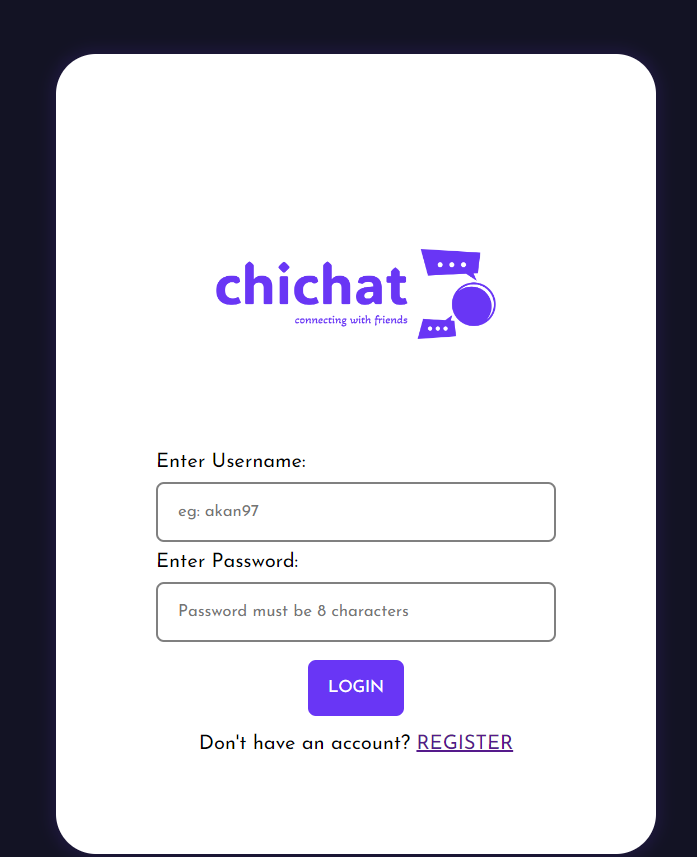 chichat
connecting with friends
Enter Username:
eg: akan97
Enter Password:
Password must be 8 characters
LOGIN
Don't have an account? REGISTER